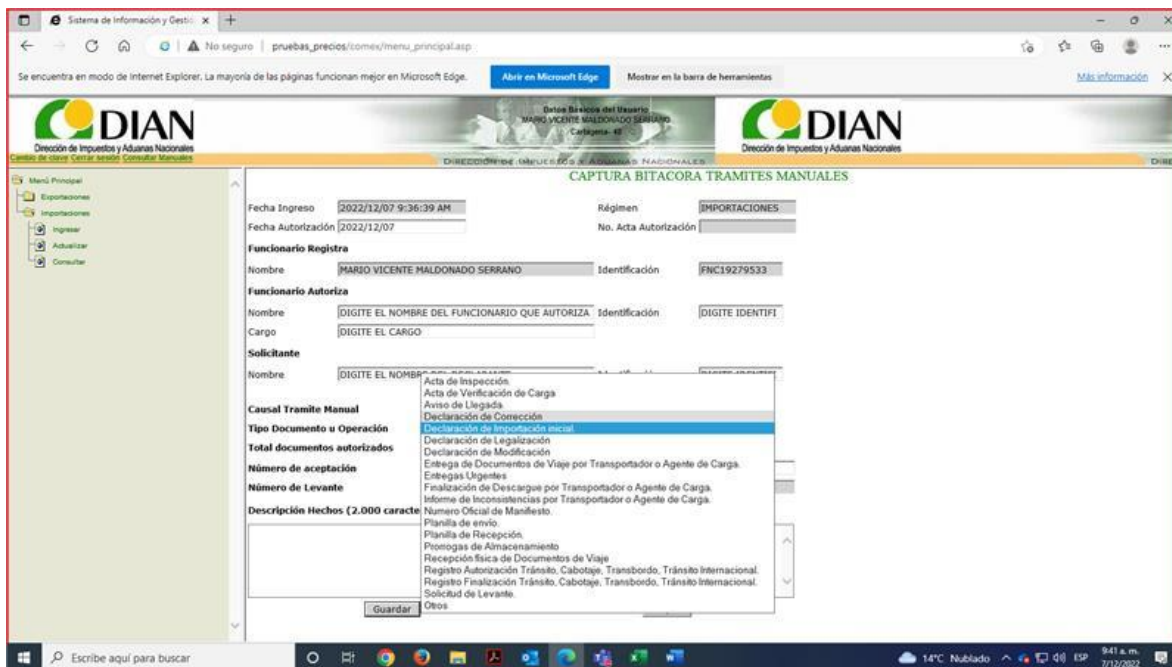 Sistema de Información y Gestió
No seguro | pruebas_precios/comex/menu_principal.asp
Se encuentra en modo de Internet Explorer. La mayoría de las páginas funcionan mejor en Microsoft Edge. Abrir en Microsoft Edge Mostrar en la barra de herramientas Más información
DIAN
Dirección de Impuestos y Aduanas Nacionales
Datos Básicos del Usuario
MARIO VICENTE MALDONADO SERRANO
Cartagena- 48
DIRECCIÓN DE IMPUESTOS Y ADUANAS NACIONALES
DIAN
Dirección de Impuestos y Aduanas Nacionales
DIRE
Cambio de clave Cerrar sesión Consultar Manuales
Menú Principal
Exportaciones
Importaciones
Ingresar
Actualizar
Consultar
CAPTURA BITACORA TRAMITES MANUALES
Fecha Ingreso 2022/12/07 9:36:39 AM Régimen IMPORTACIONES
Fecha Autorización 2022/12/07 No. Acta Autorización
Funcionario Registra
Nombre MARIO VICENTE MALDONADO SERRANO Identificación FNC19279533
Funcionario Autoriza
Nombre DIGITE EL NOMBRE DEL FUNCIONARIO QUE AUTORIZA Identificación DIGITE IDENTIFI
Cargo DIGITE EL CARGO
Solicitante
Nombre DIGITE EL NOMBRE
Causal Tramite Manual
Tipo Documento u Operación
Total documentos autorizados
Número de aceptación
Número de Levante
Descripción Hechos (2.000 caracte
Acta de Inspección.
Acta de Verificación de Carga
Aviso de Llegada.
Declaración de Corrección
Declaración de Importación inicial.
Declaración de Legalización
Declaración de Modificación
Entrega de Documentos de Viaje por Transportador o Agente de Carga.
Entregas Urgentes
Finalización de Descargue por Transportador o Agente de Carga.
Informe de Inconsistencias por Transportador o Agente de Carga.
Numero Oficial de Manifiesto.
Planilla de envío.
Planilla de Recepción.
Prorrogas de Almacenamiento
Recepción física de Documentos de Viaje
Registro Autorización Tránsito, Cabotaje, Transbordo, Tránsito Internacional.
Registro Finalización Tránsito, Cabotaje, Transbordo, Tránsito Internacional.
Solicitud de Levante.
Otros
Guardar
Escribe aquí para buscar
14°C Nublado
ESP
9:41 a. m.
7/12/2022